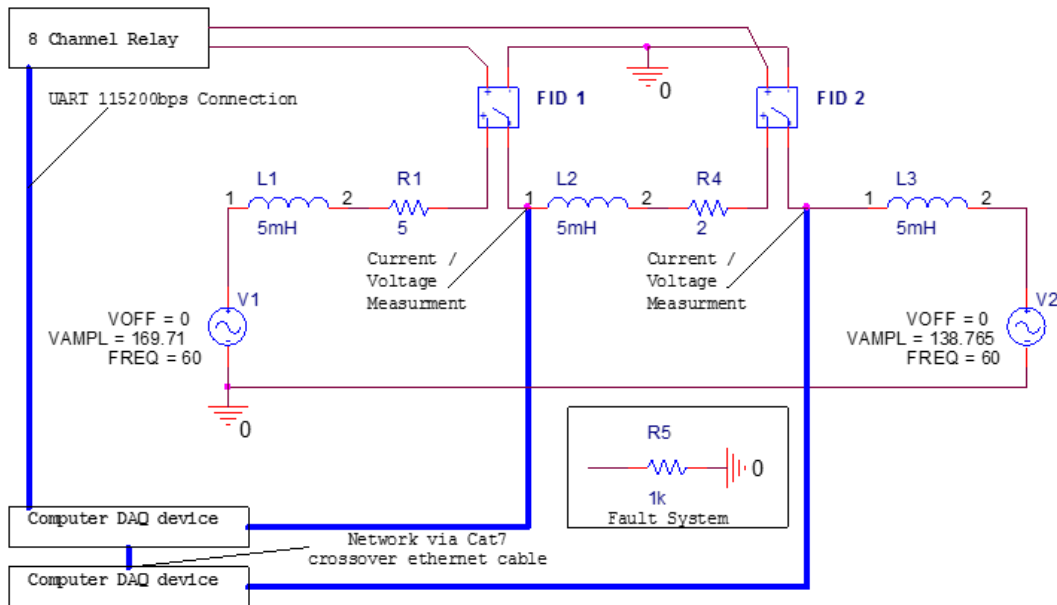 8 Channel Relay
UART 115200bps Connection
FID 1
0
FID 2
L1
1 2
5mH
R1
5
L2
1 2
5mH
R4
2
L3
1 2
5mH
Current /
Voltage
Measurment
Current /
Voltage
Measurment
V1
VOFF = 0
VAMPL = 169.71
FREQ = 60
V2
VOFF = 0
VAMPL = 138.765
FREQ = 60
0
R5
0
1k
Fault System
Computer DAQ device
Network via Cat7
crossover ethernet cable
Computer DAQ device